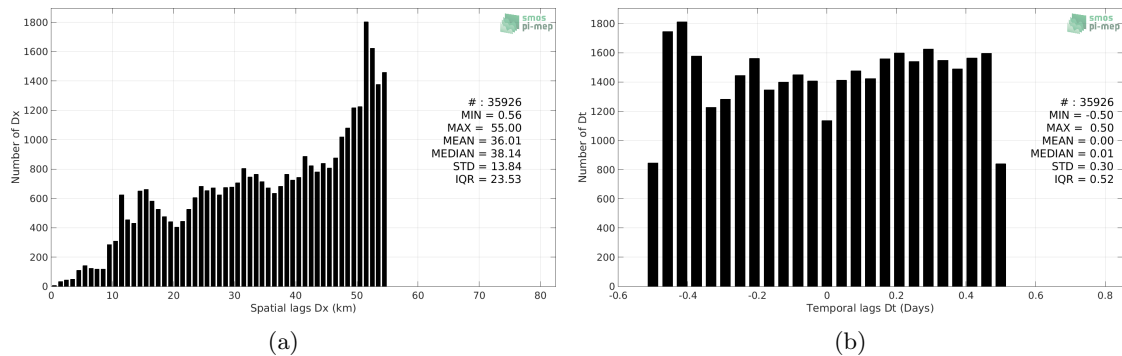 1800
1600
1400
1200
1000
800
600
400
200
0
Number of Dx
smos
pi-mep
# : 35926
MIN = 0.56
MAX = 55.00
MEAN = 36.01
MEDIAN = 38.14
STD = 13.84
IQR = 23.53
0 10 20 30 40 50 60 70 80
Spatial lags Dx (km)
(a)
1800
1600
1400
1200
1000
800
600
400
200
0
Number of Dt
smos
pi-mep
# : 35926
MIN = -0.50
MAX = 0.50
MEAN = 0.00
MEDIAN = 0.01
STD = 0.30
IQR = 0.52
-0.6 -0.4 -0.2 0 0.2 0.4 0.6 0.8
Temporal lags Dt (Days)
(b)